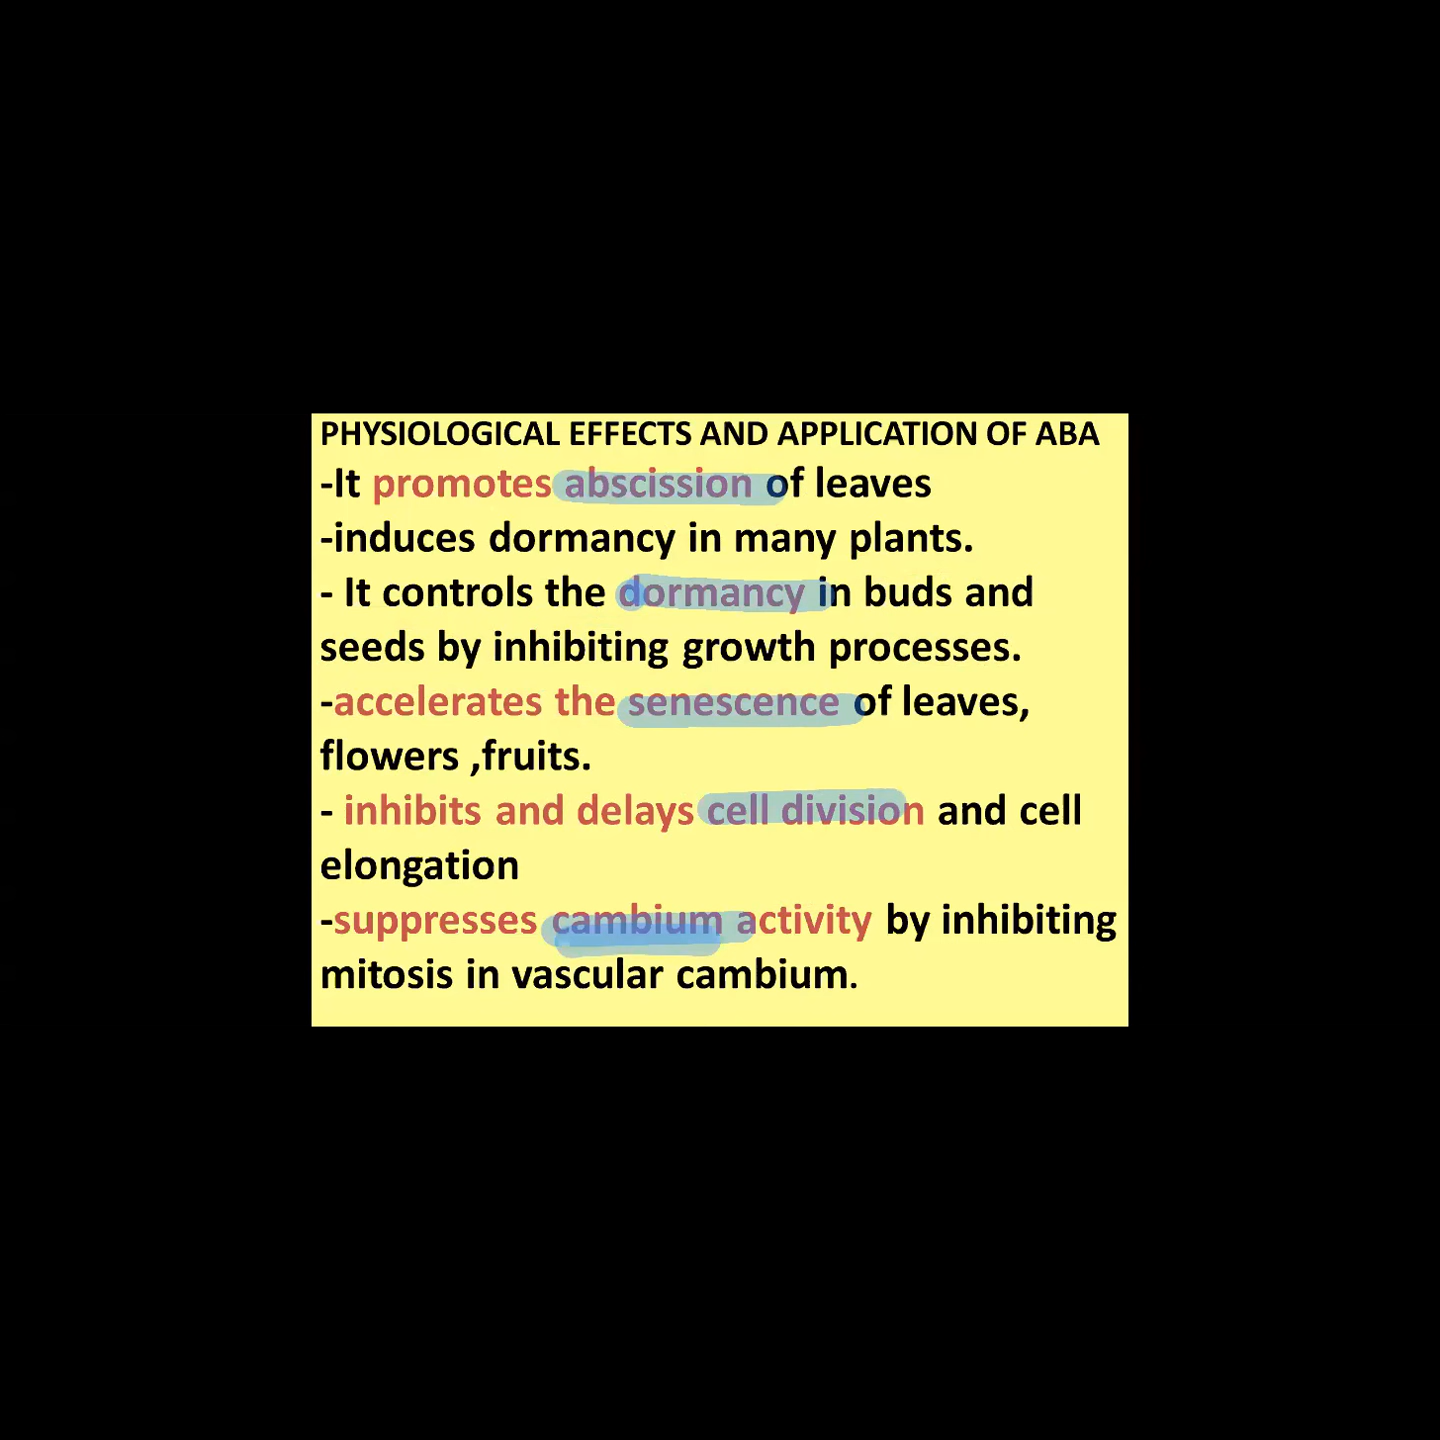 PHYSIOLOGICAL EFFECTS AND APPLICATION OF ABA
-It promotes abscission of leaves
-induces dormancy in many plants.
- It controls the dormancy in buds and
seeds by inhibiting growth processes.
-accelerates the senescence of leaves,
flowers ,fruits.
- inhibits and delays cell division and cell
elongation
-suppresses cambium activity by inhibiting
mitosis in vascular cambium.